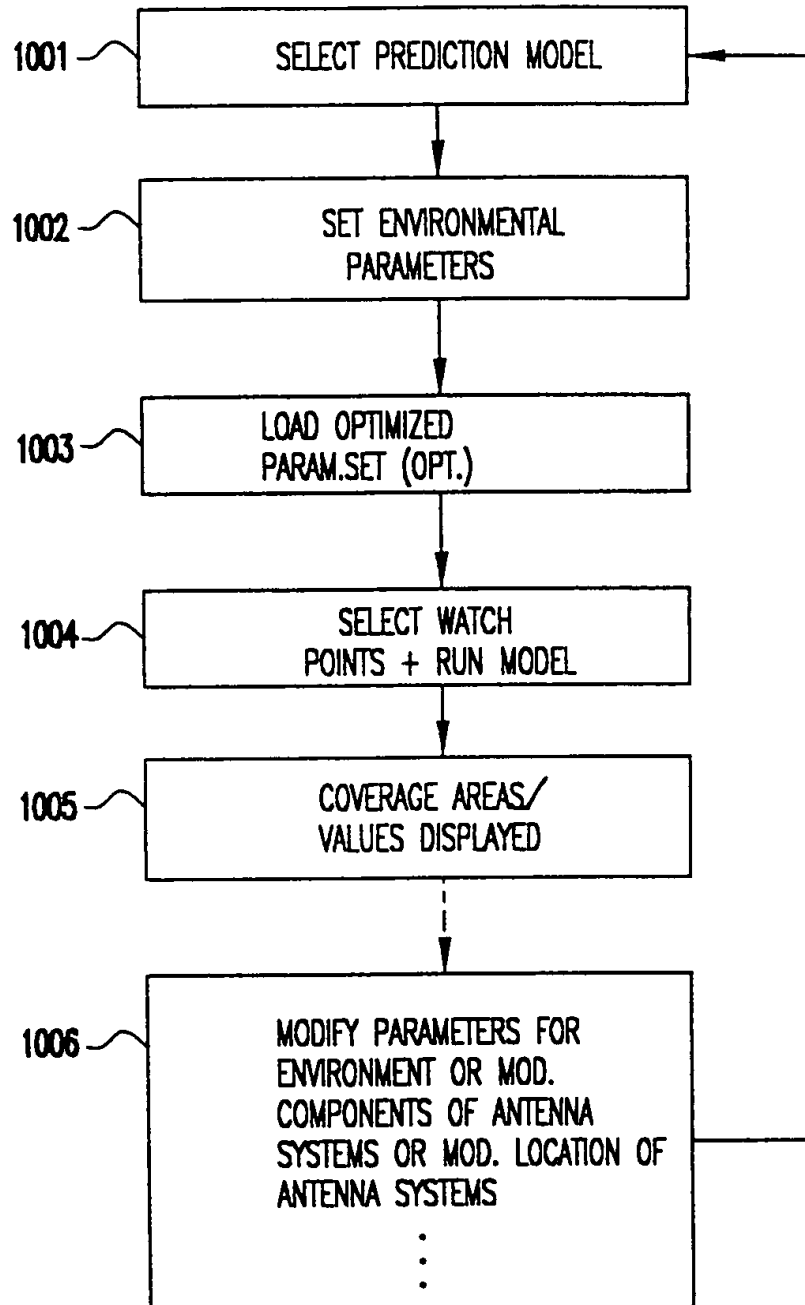 1001
SELECT PREDICTION MODEL
1002
SET ENVIRONMENTAL
PARAMETERS
1003
LOAD OPTIMIZED
PARAM.SET (OPT.)
1004
SELECT WATCH
POINTS + RUN MODEL
1005
COVERAGE AREAS/
VALUES DISPLAYED
1006
MODIFY PARAMETERS FOR
ENVIRONMENT OR MOD.
COMPONENTS OF ANTENNA
SYSTEMS OR MOD. LOCATION OF
ANTENNA SYSTEMS